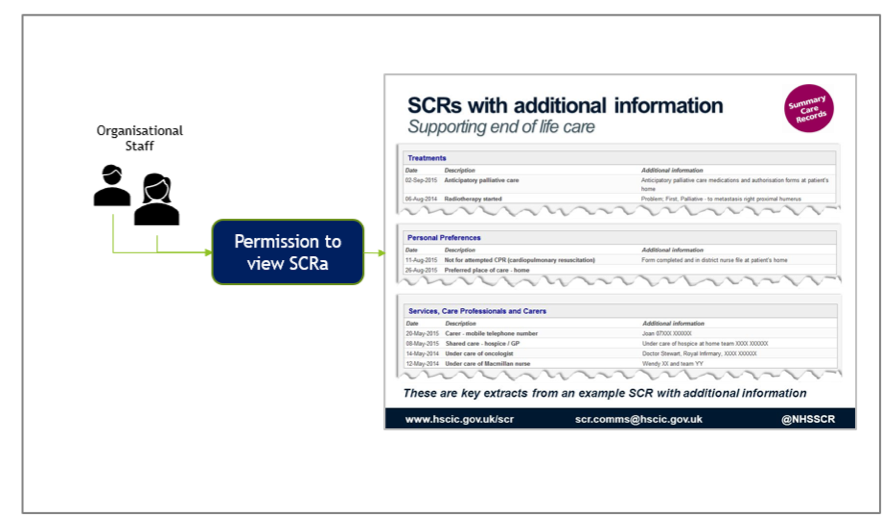 Organisational
Staff
Permission to
view SCRa
SCRs with additional information
Supporting end of life care
Summary
Care
Records
Treatments
Date Description Additional information
02-Sep-2015 Anticipatory palliative care Anticipatory palliative care medications and authorisation forms at patient's
home
06-Aug-2014 Radiotherapy started Problem; First, Palliative - to metastasis right proximal humerus
Personal Preferences
Date Description Additional information
11-Aug-2015 Not for attempted CPR (cardiopulmonary resuscitation) Form completed and in district nurse file at patient's home
26-Aug-2015 Preferred place of care - home
Services, Care Professionals and Carers
Date Description Additional information
20-May-2015 Carer - mobile telephone number Joan 07XXX XXXXXX
08-May-2015 Shared care - hospice / GP Under care of hospice at home team XXXX XXXXXX
14-May-2014 Under care of oncologist Doctor Stewart, Royal Infirmary, XXXX XXXXXX
12-May-2014 Under care of Macmillan nurse Wendy XX and team YY
These are key extracts from an example SCR with additional information
www.hscic.gov.uk/scr scr.comms@hscic.gov.uk @NHSSCR